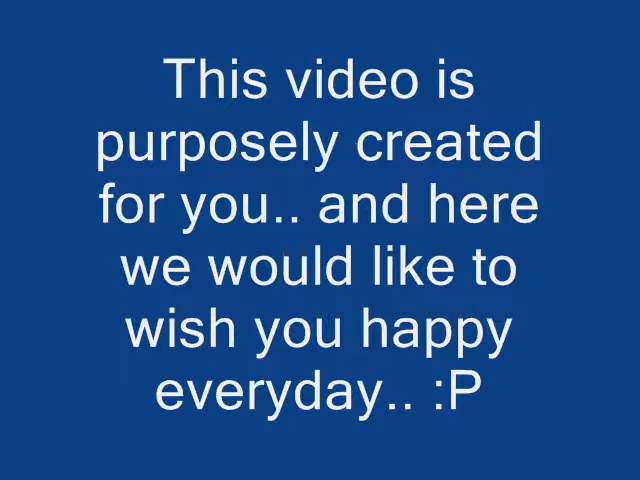 This video is
purposely created
for you.. and here
we would like to
wish you happy
everyday.. :P